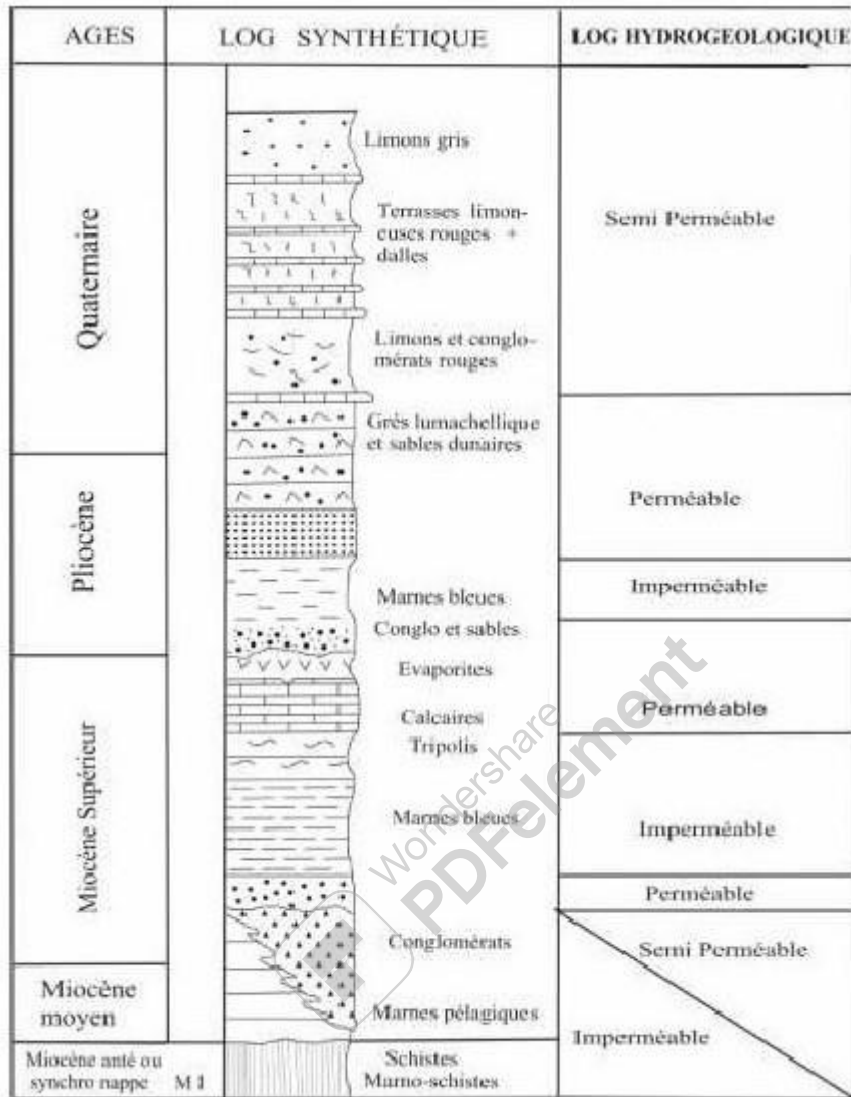 AGES
LOG SYNTHÉTIQUE
LOG HYDROGEOLOGIQUE
Quaternaire
Limons gris
Terrasses limon-
euses rouges +
dalles
Semi Perméable
Limons et conglo-
mérats rouges
Grés lumachellique
et sables dunaires
Pliocène
Perméable
Marnes bleues
Imperméable
Conglo et sables
Miocène Supérieur
Evaporites
Calcaires
Perméable
Tripolis
Marnes bleues
Imperméable
Perméable
Conglomérats
Semi Perméable
Miocène
moyen
Marnes pélagiques
Imperméable
Miocène anté ou
synchro nappe M I
Schistes
Marno-schistes
Wondershare
PDFelement